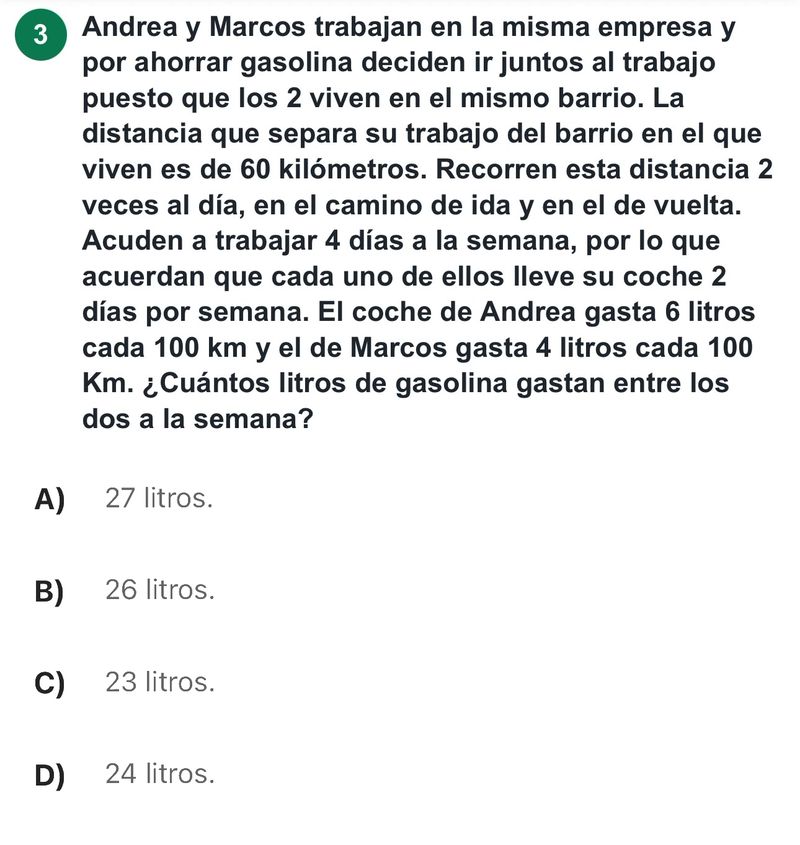 3 Andrea y Marcos trabajan en la misma empresa y
por ahorrar gasolina deciden ir juntos al trabajo
puesto que los 2 viven en el mismo barrio. La
distancia que separa su trabajo del barrio en el que
viven es de 60 kilómetros. Recorren esta distancia 2
veces al día, en el camino de ida y en el de vuelta.
Acuden a trabajar 4 días a la semana, por lo que
acuerdan que cada uno de ellos lleve su coche 2
días por semana. El coche de Andrea gasta 6 litros
cada 100 km y el de Marcos gasta 4 litros cada 100
Km. ¿Cuántos litros de gasolina gastan entre los
dos a la semana?
A) 27 litros.
B) 26 litros.
C) 23 litros.
D) 24 litros.